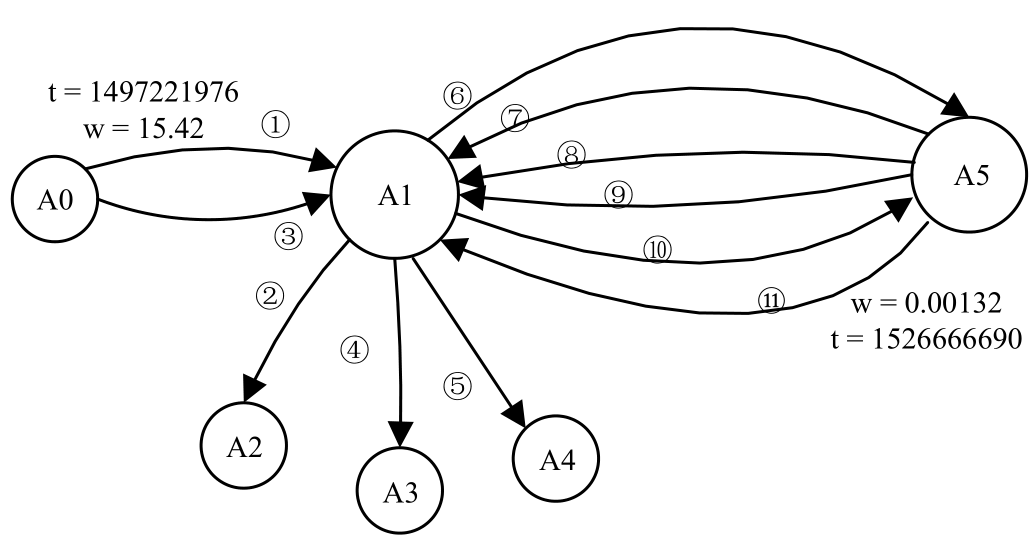 t = 1497221976
w = 15.42
①
⑥
⑦
⑧
⑨
A0
A1
A5
③
⑩
②
⑪
w = 0.00132
t = 1526666690
④
⑤
A2
A3
A4